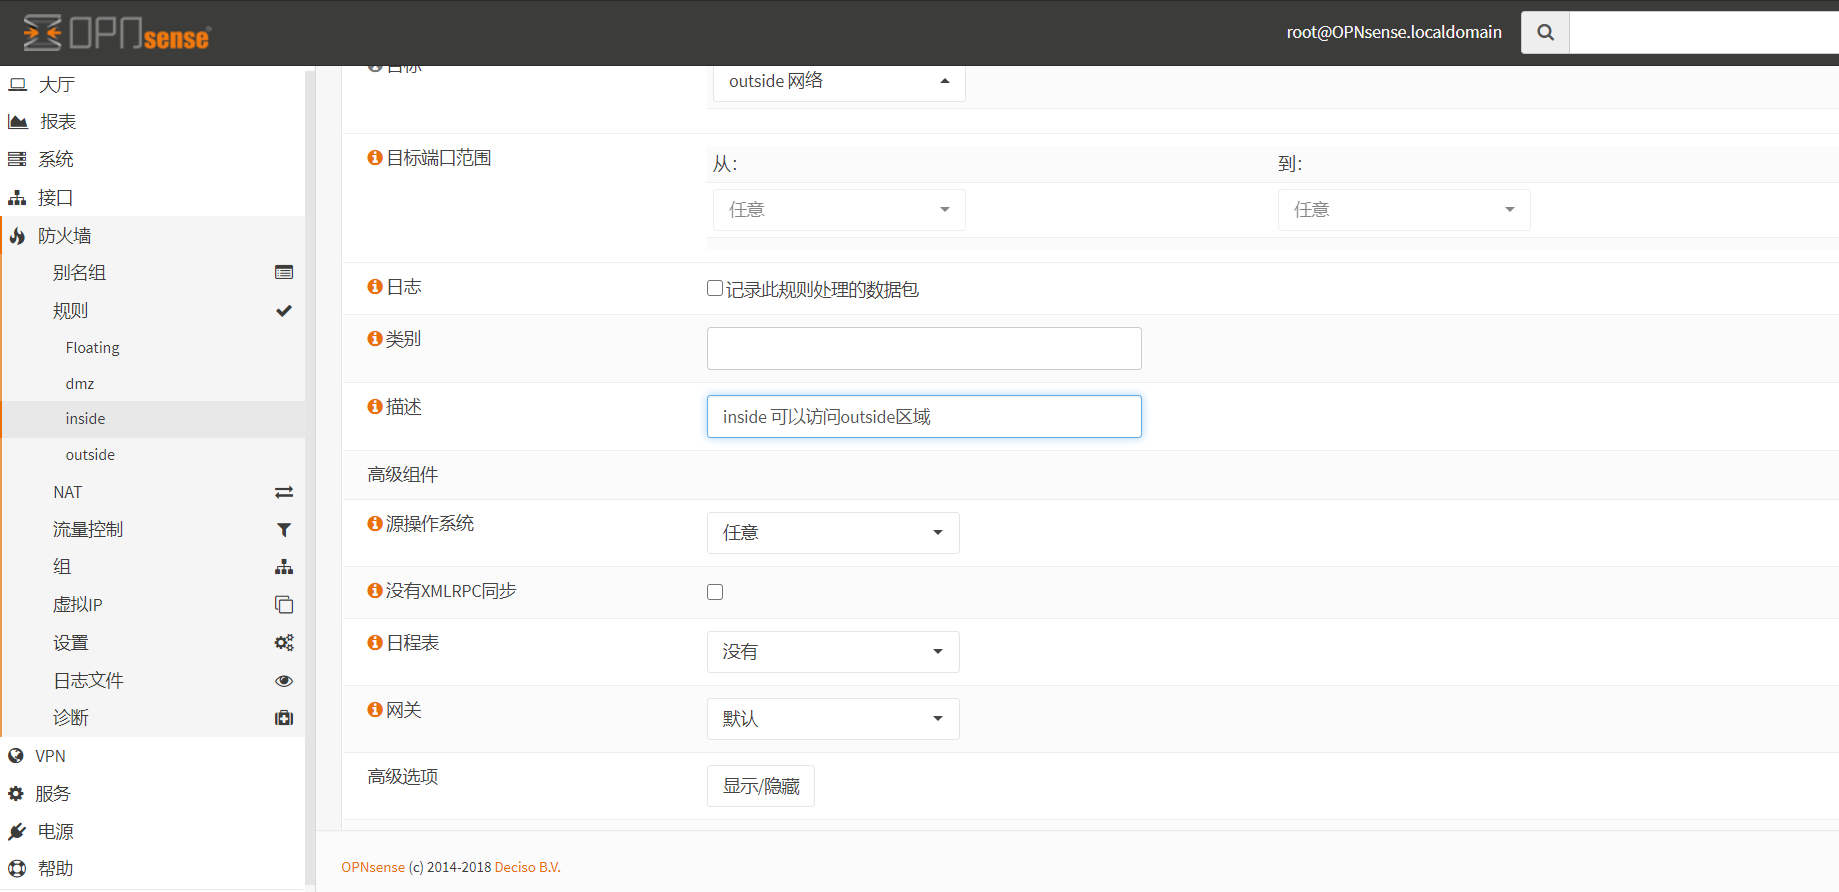 OPNsense
root@OPNsense.localdomain
大厅
报表
系统
接口
防火墙
别名组
规则
Floating
dmz
inside
outside
NAT
流量控制
组
虚拟IP
设置
日志文件
诊断
VPN
服务
电源
帮助
目标
outside 网络
目标端口范围
从：
到：
任意
任意
日志
记录此规则处理的数据包
类别
描述
inside 可以访问outside区域
高级组件
源操作系统
任意
没有XMLRPC同步
日程表
没有
网关
默认
高级选项
显示/隐藏
OPNsense (c) 2014-2018 Deciso B.V.